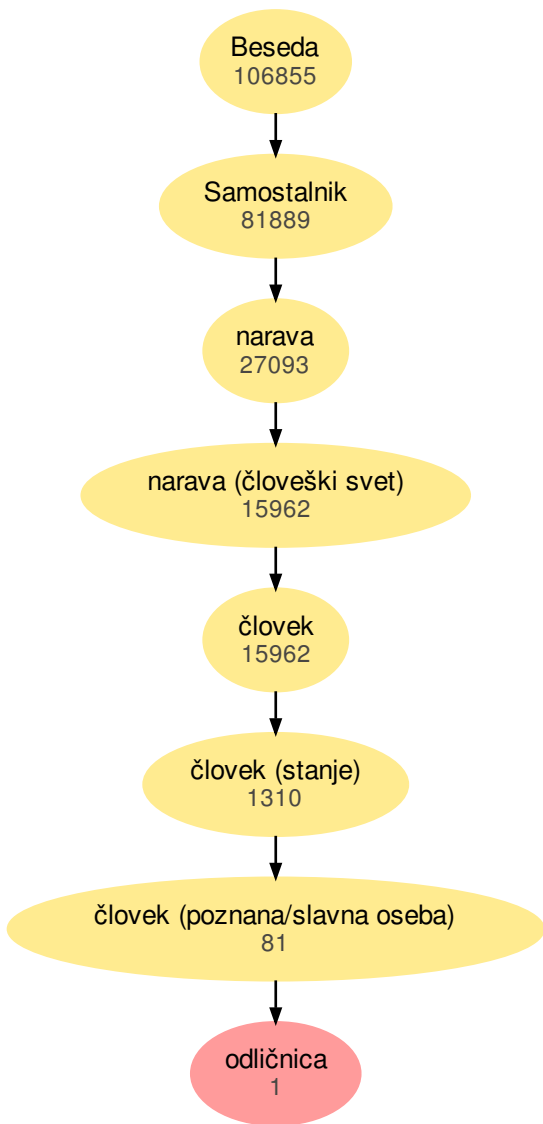 Beseda
106855
Samostalnik
81889
narava
27093
narava (človeški svet)
15962
človek
15962
človek (stanje)
1310
človek (poznana/slavna oseba)
81
odličnica
1